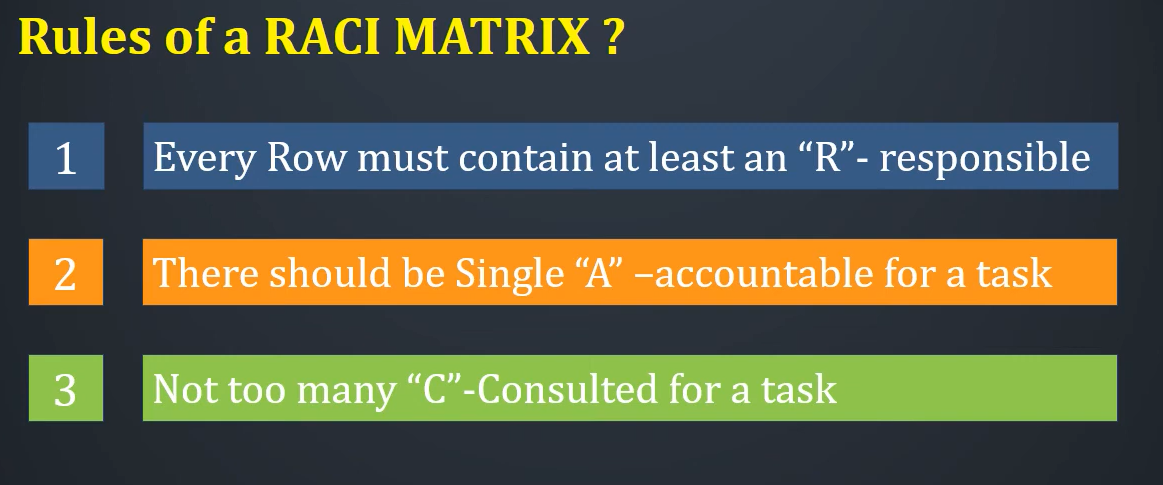 Rules of a RACI MATRIX ?
1 Every Row must contain at least an “R”- responsible
2 There should be Single “A” –accountable for a task
3 Not too many “C”-Consulted for a task